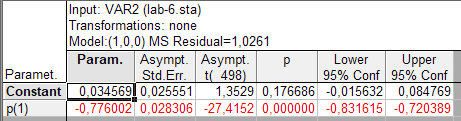 Input: VAR2 (lab-6.sta)
Transformations: none
Model:(1,0,0) MS Residual=1,0261
Paramet. Param. Asympt. Std.Err. Asympt. t( 498) p Lower 95% Conf Upper 95% Conf
Constant 0,034569 0,025551 1,3529 0,176686 -0,015632 0,084769
p(1) -0,776002 0,028306 -27,4152 0,000000 -0,831615 -0,720389